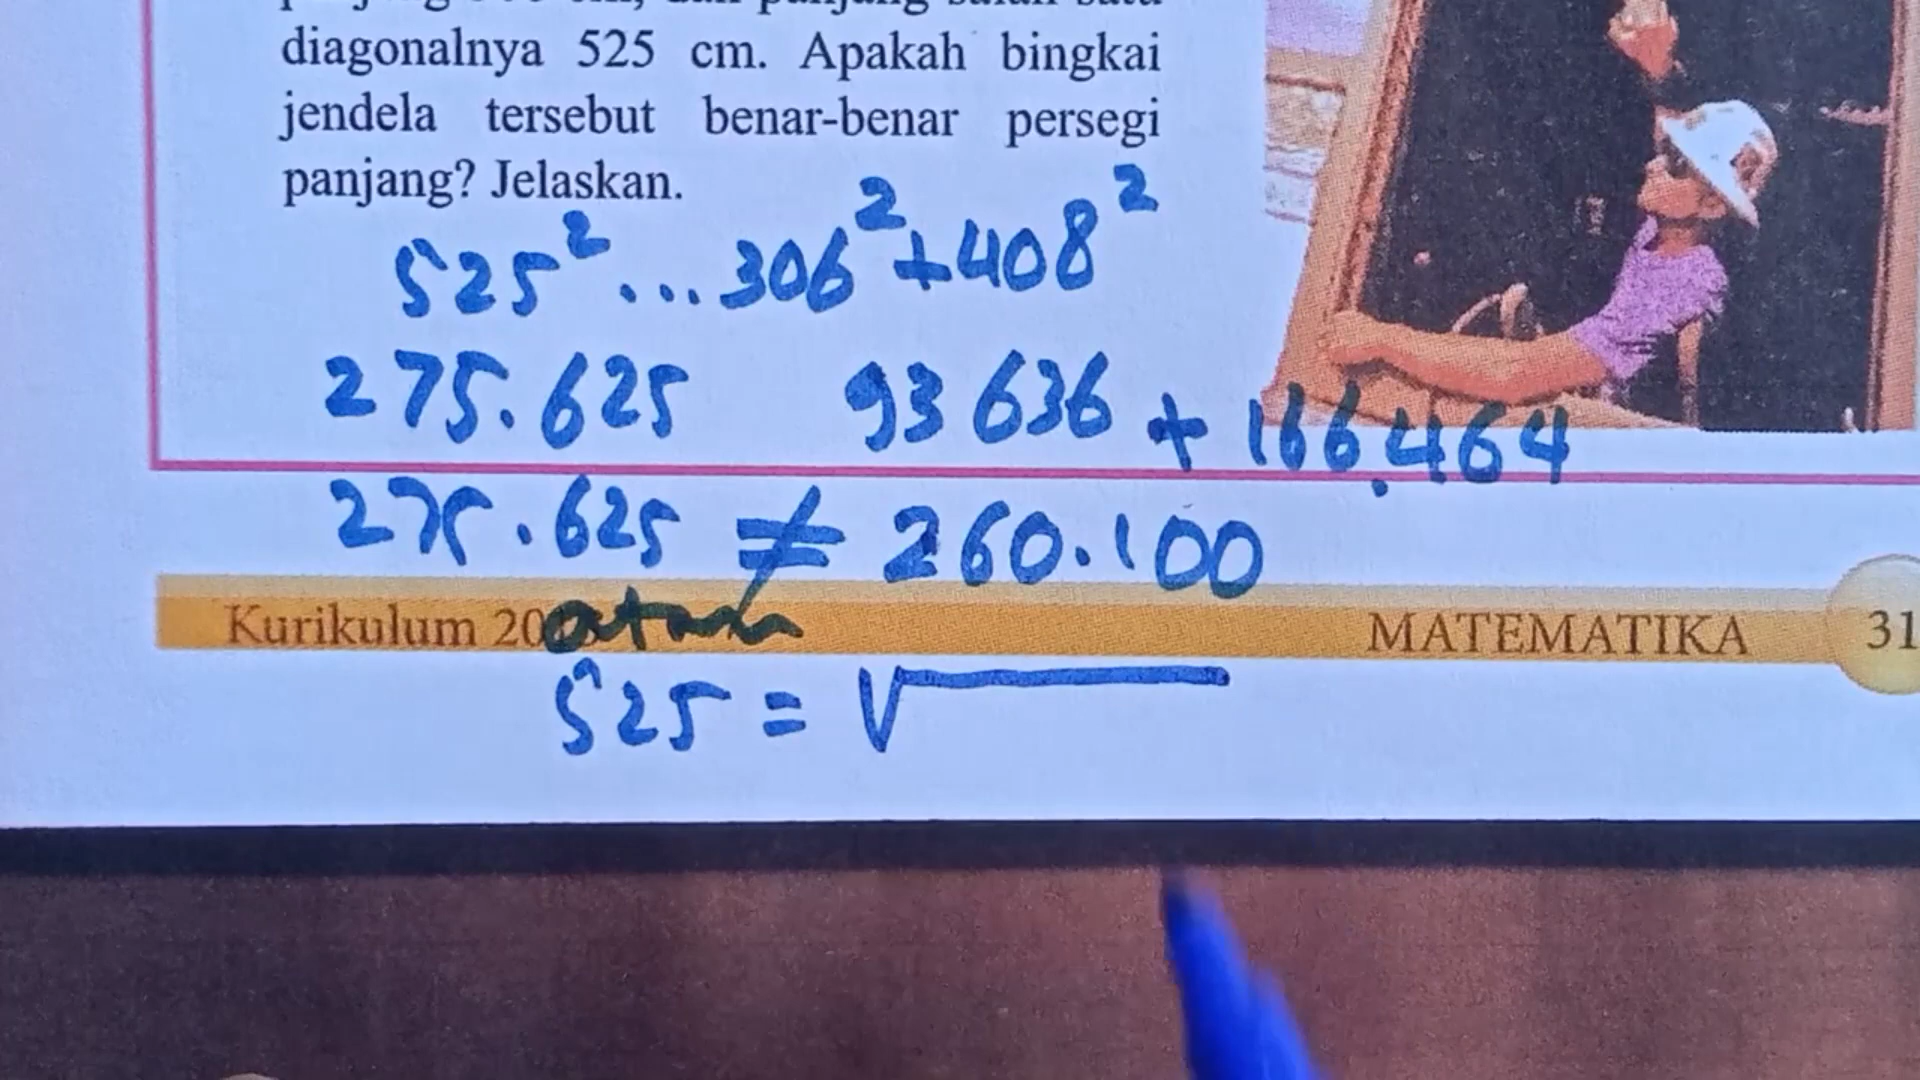 diagonalnya 525 cm. Apakah bingkai
jendela tersebut benar-benar persegi
panjang? Jelaskan.
525² ... 306² + 408²
275.625 93 636 + 166.464
275.625 ≠ 260.100
Kurikulum MATEMATIKA 31
atau
525 = √